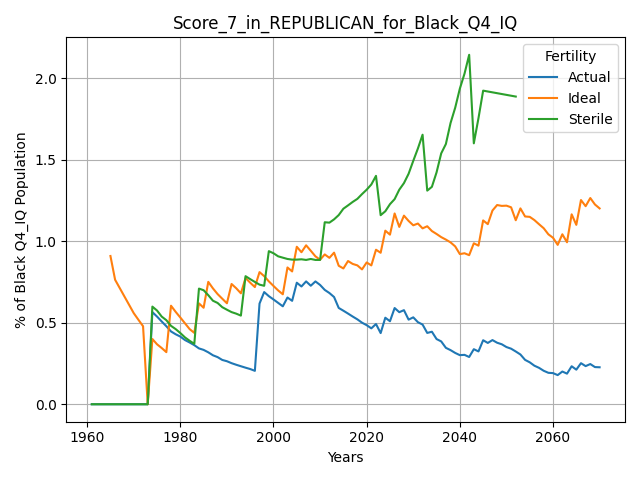 Score_7_in_REPUBLICAN_for_Black_Q4_IQ
Fertility
Actual
Ideal
Sterile
% of Black Q4_IQ Population
2.0
1.5
1.0
0.5
0.0
1960 1980 2000 2020 2040 2060
Years